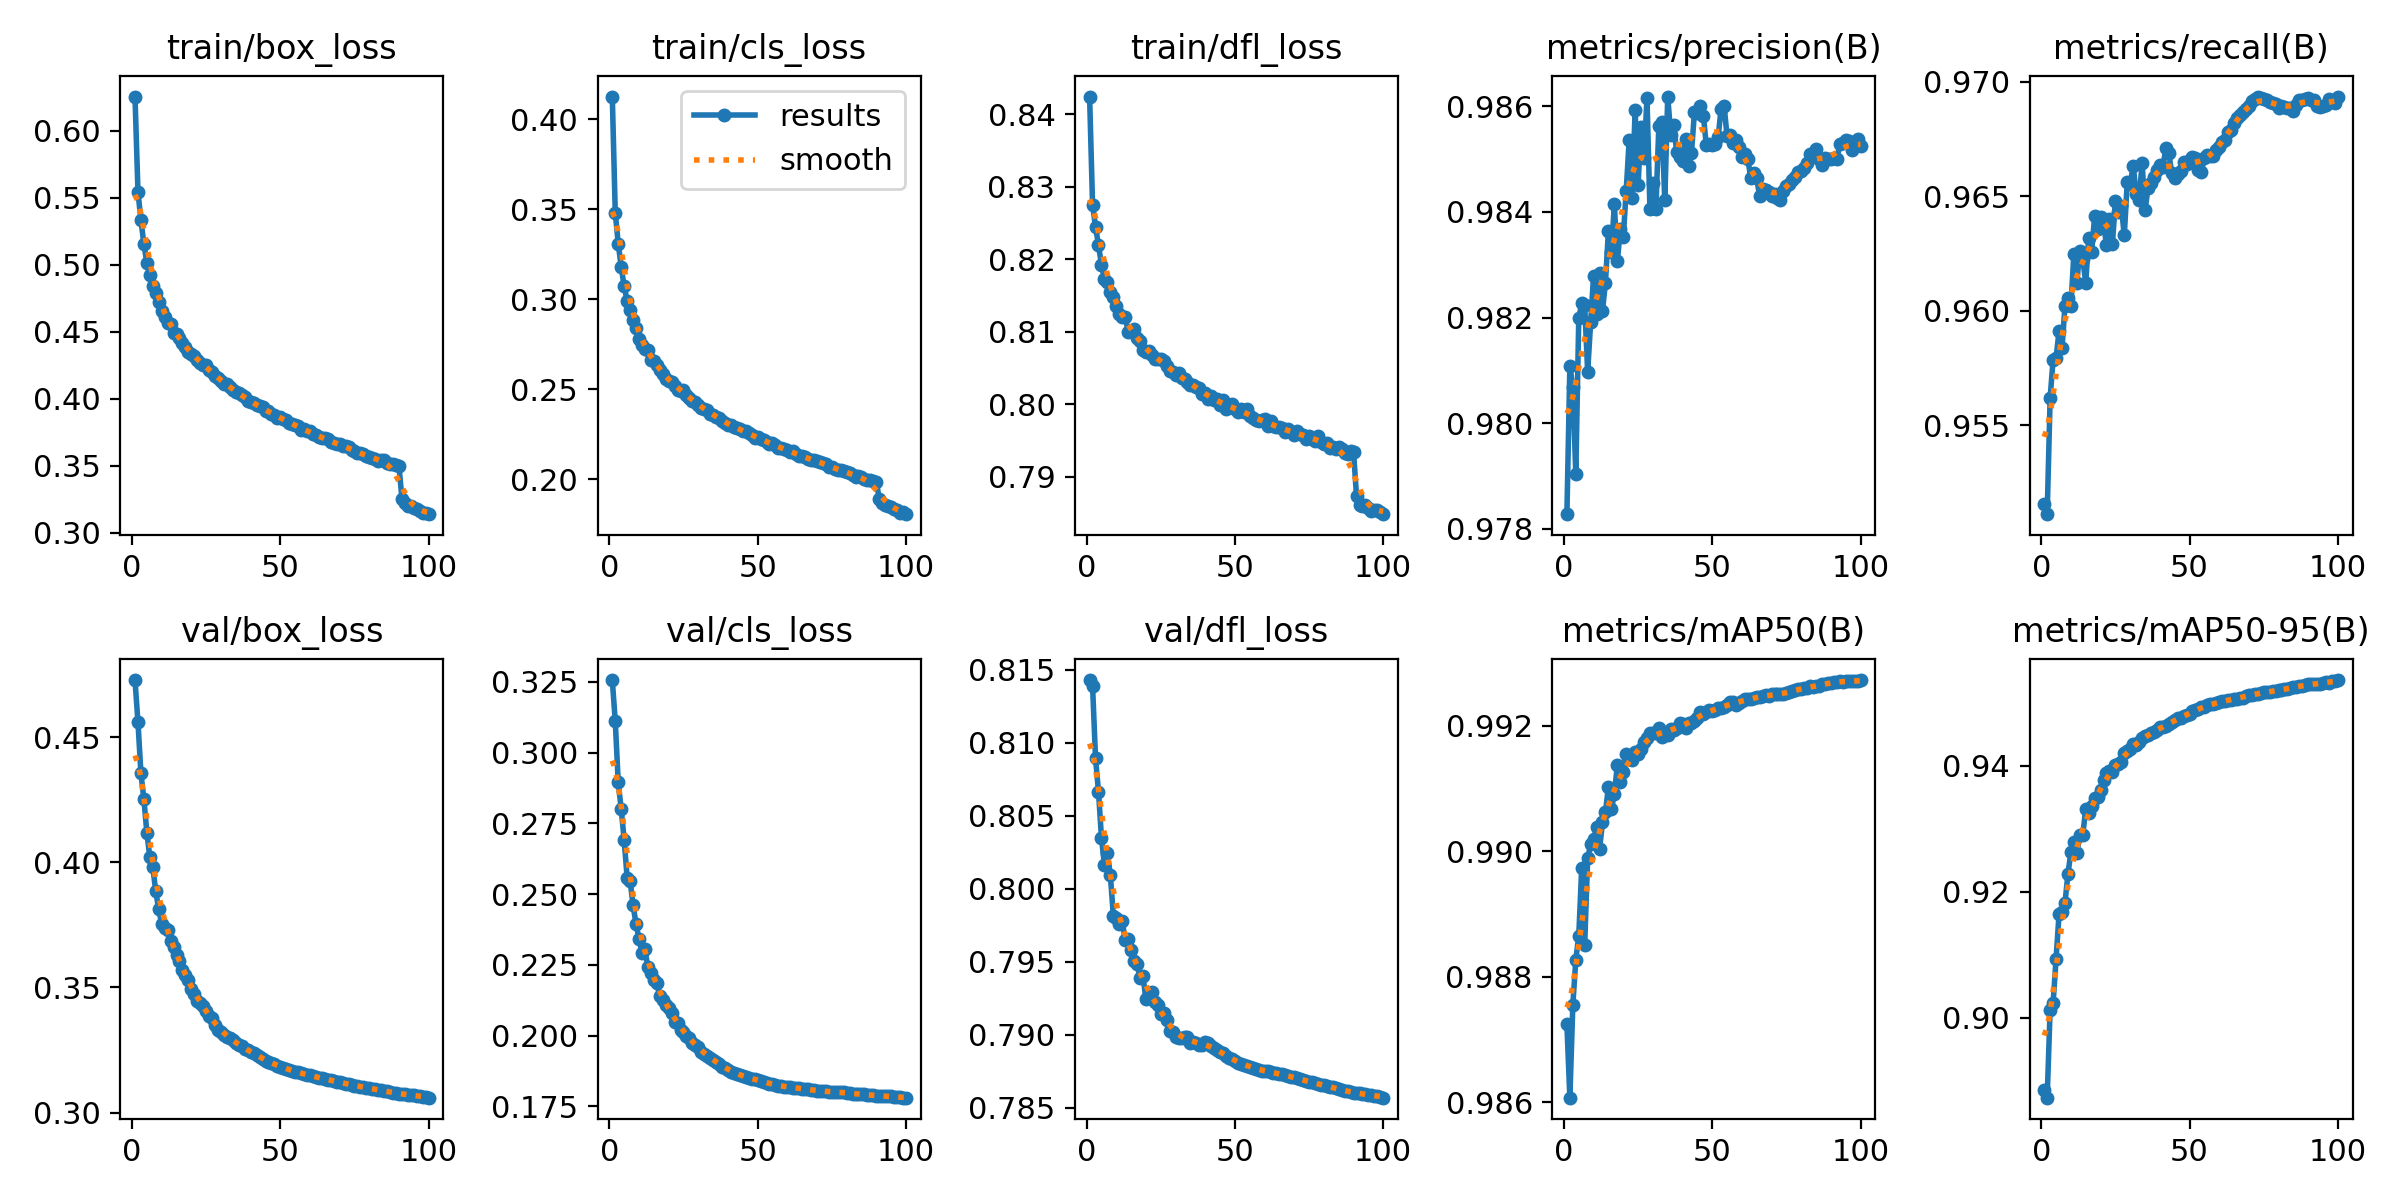 train/box_loss
0.60
0.55
0.50
0.45
0.40
0.35
0.30
0 50 100
train/cls_loss
results
smooth
0.40
0.35
0.30
0.25
0.20
0 50 100
train/dfl_loss
0.84
0.83
0.82
0.81
0.80
0.79
0 50 100
metrics/precision(B)
0.986
0.984
0.982
0.980
0.978
0 50 100
metrics/recall(B)
0.970
0.965
0.960
0.955
0 50 100
val/box_loss
0.45
0.40
0.35
0.30
0 50 100
val/cls_loss
0.325
0.300
0.275
0.250
0.225
0.200
0.175
0 50 100
val/dfl_loss
0.815
0.810
0.805
0.800
0.795
0.790
0.785
0 50 100
metrics/mAP50(B)
0.992
0.990
0.988
0.986
0 50 100
metrics/mAP50-95(B)
0.94
0.92
0.90
0 50 100